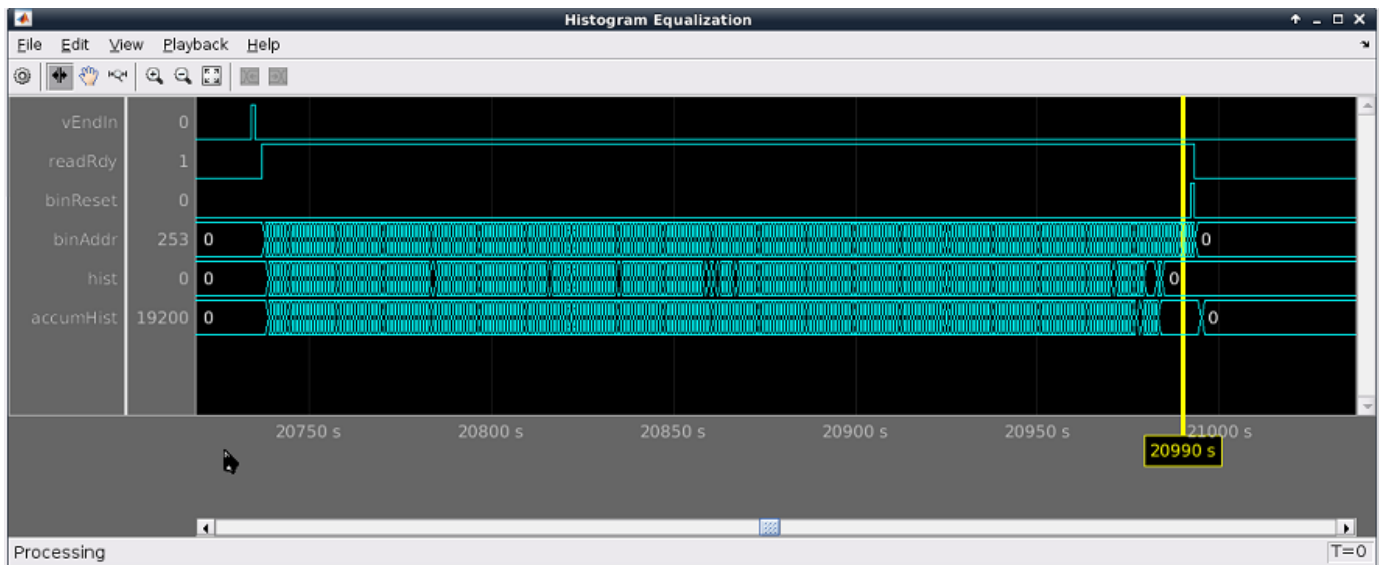 Histogram Equalization
File Edit View Playback Help
vEndIn 0
readRdy 1
binReset 0
binAddr 253 0 0
hist 0 0 0
accumHist 19200 0 0
20750 s 20800 s 20850 s 20900 s 20950 s 21000 s
20990 s
Processing T=0